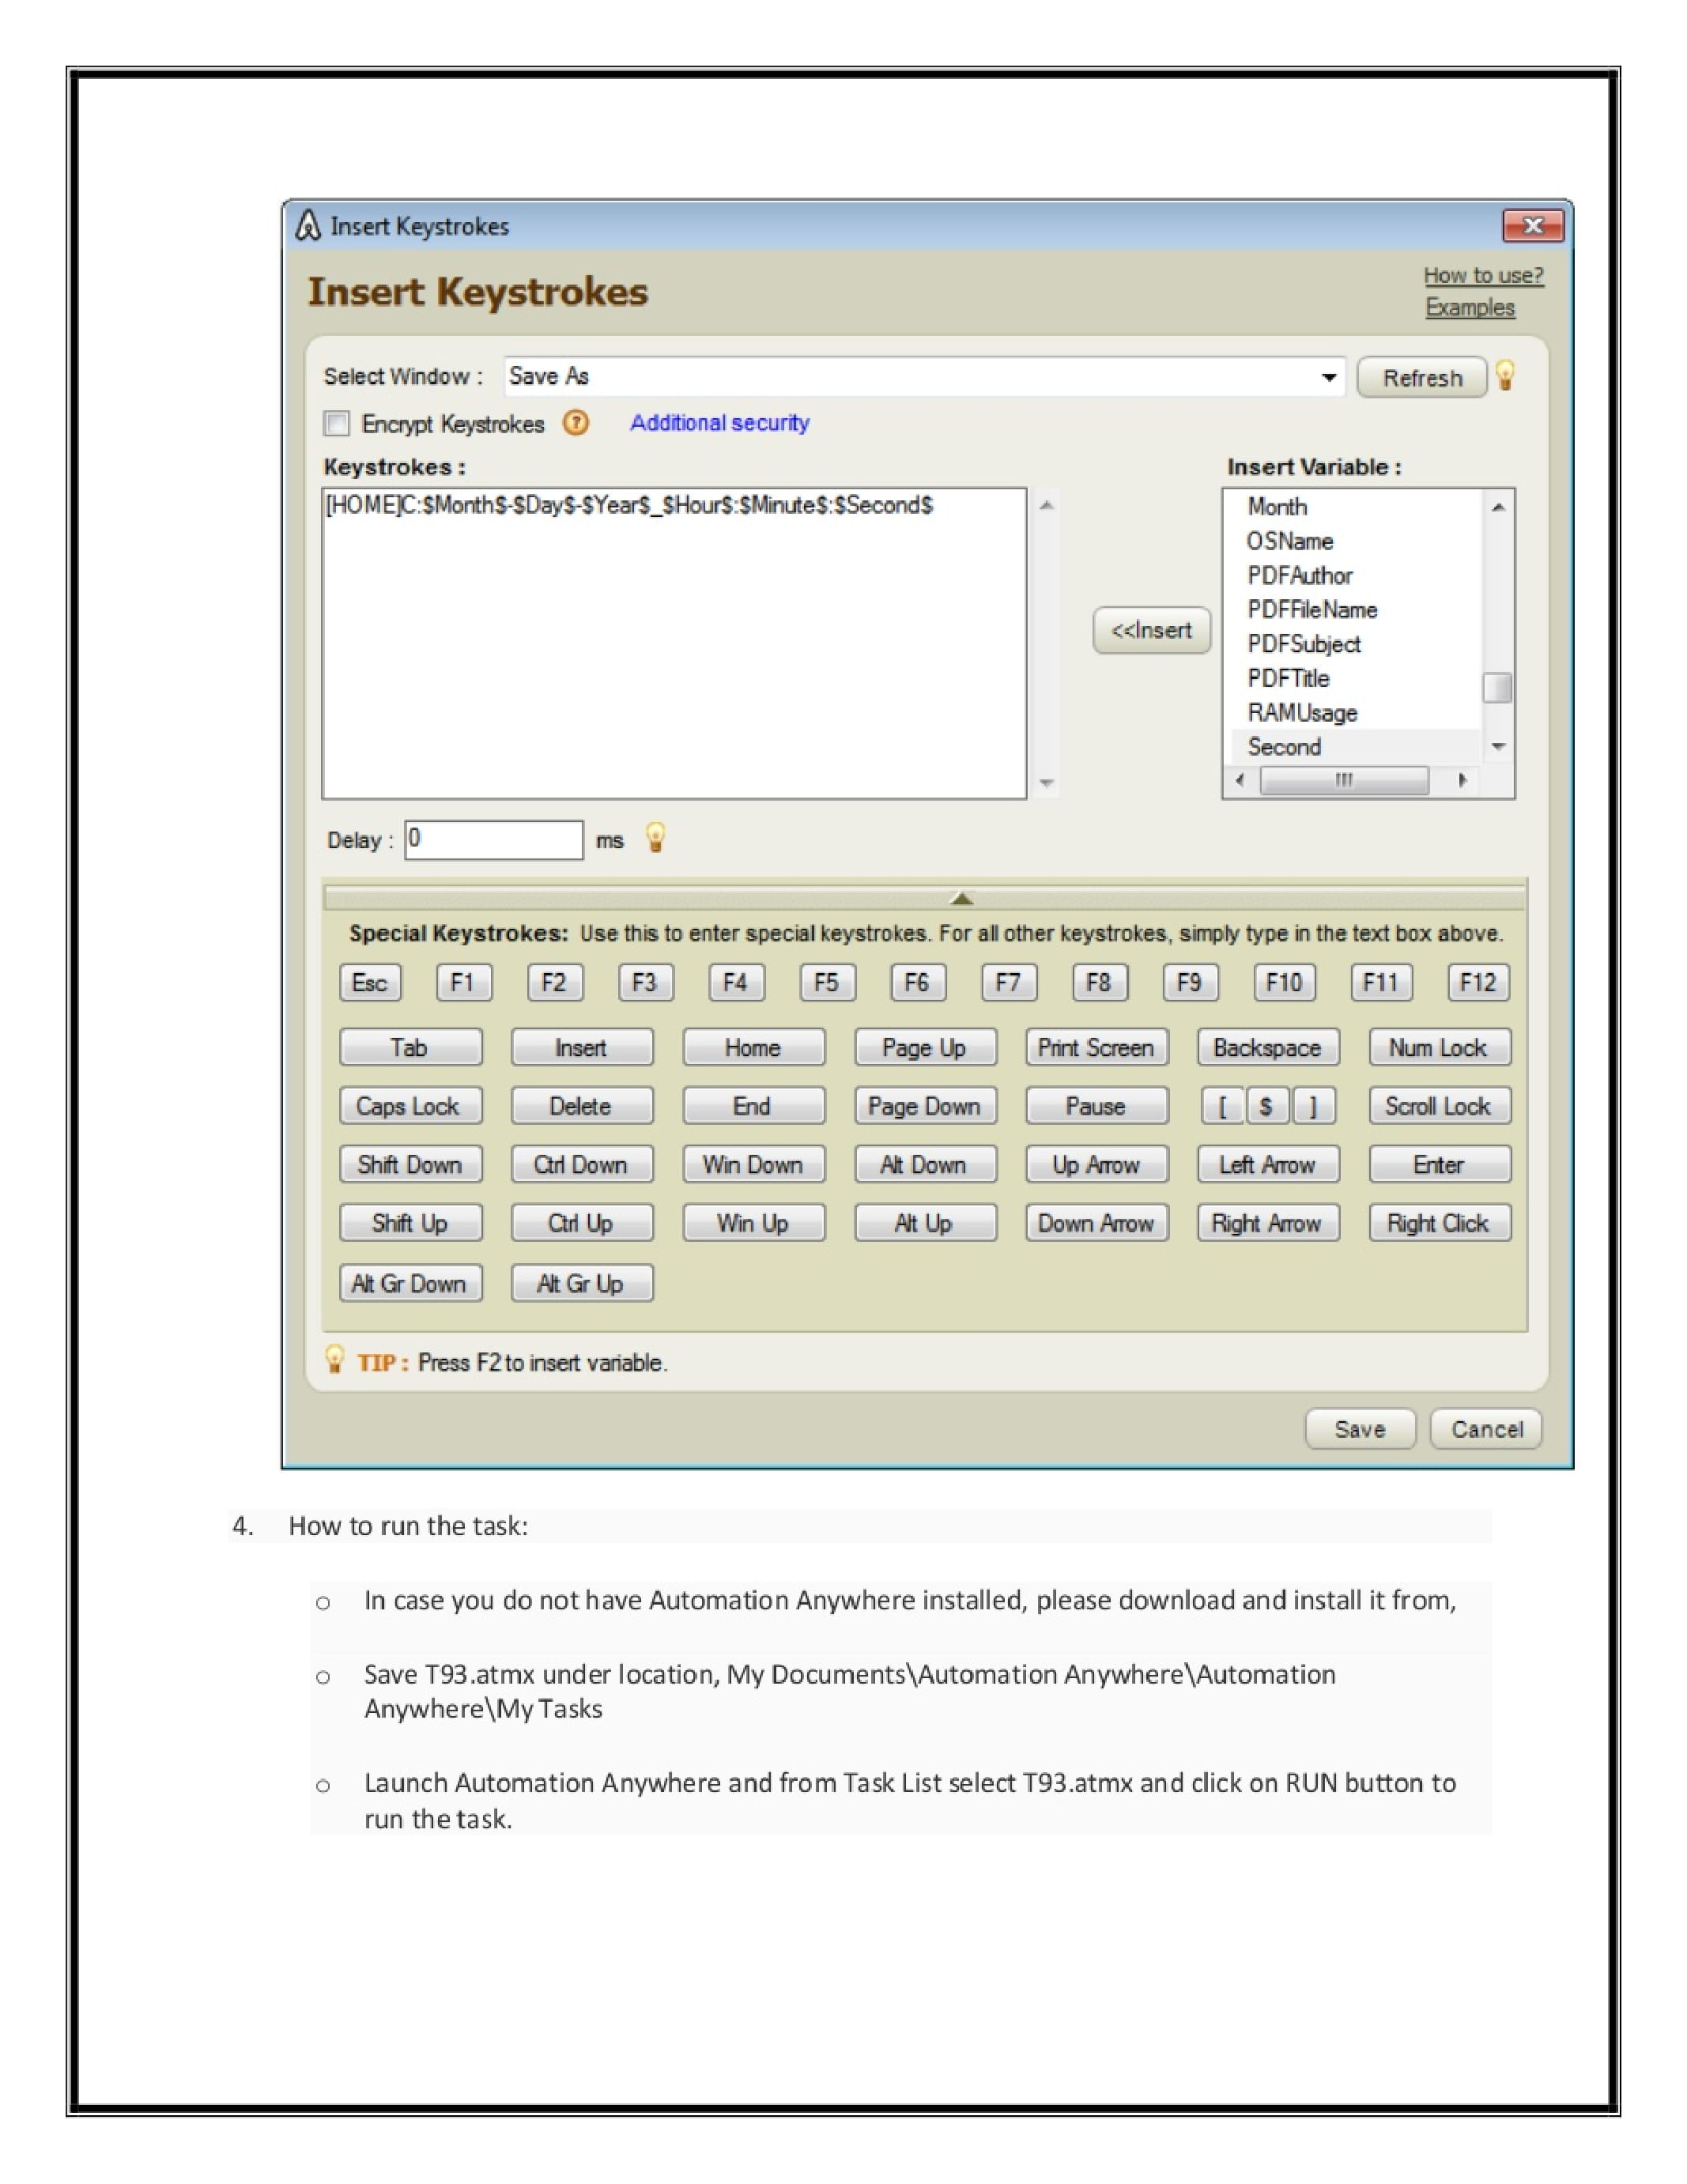 Insert Keystrokes
Insert Keystrokes
How to use?
Examples
Select Window :
Save As
Refresh
Encrypt Keystrokes
?
Additional security
Keystrokes :
Insert Variable :
[HOME]C:$Month$-$Day$-$Year$_$Hour$:$Minute$:$Second$
<<Insert
Month
OSName
PDFAuthor
PDFFileName
PDFSubject
PDFTitle
RAMUsage
Second
Delay :
0
ms
Special Keystrokes: Use this to enter special keystrokes. For all other keystrokes, simply type in the text box above.
Esc F1 F2 F3 F4 F5 F6 F7 F8 F9 F10 F11 F12
Tab Insert Home Page Up Print Screen Backspace Num Lock
Caps Lock Delete End Page Down Pause [ $ ] Scroll Lock
Shift Down Ctrl Down Win Down Alt Down Up Arrow Left Arrow Enter
Shift Up Ctrl Up Win Up Alt Up Down Arrow Right Arrow Right Click
Alt Gr Down Alt Gr Up
TIP : Press F2 to insert variable.
Save Cancel
4. How to run the task:
o In case you do not have Automation Anywhere installed, please download and install it from,
o Save T93.atmx under location, My Documents\Automation Anywhere\Automation
Anywhere\My Tasks
o Launch Automation Anywhere and from Task List select T93.atmx and click on RUN button to
run the task.